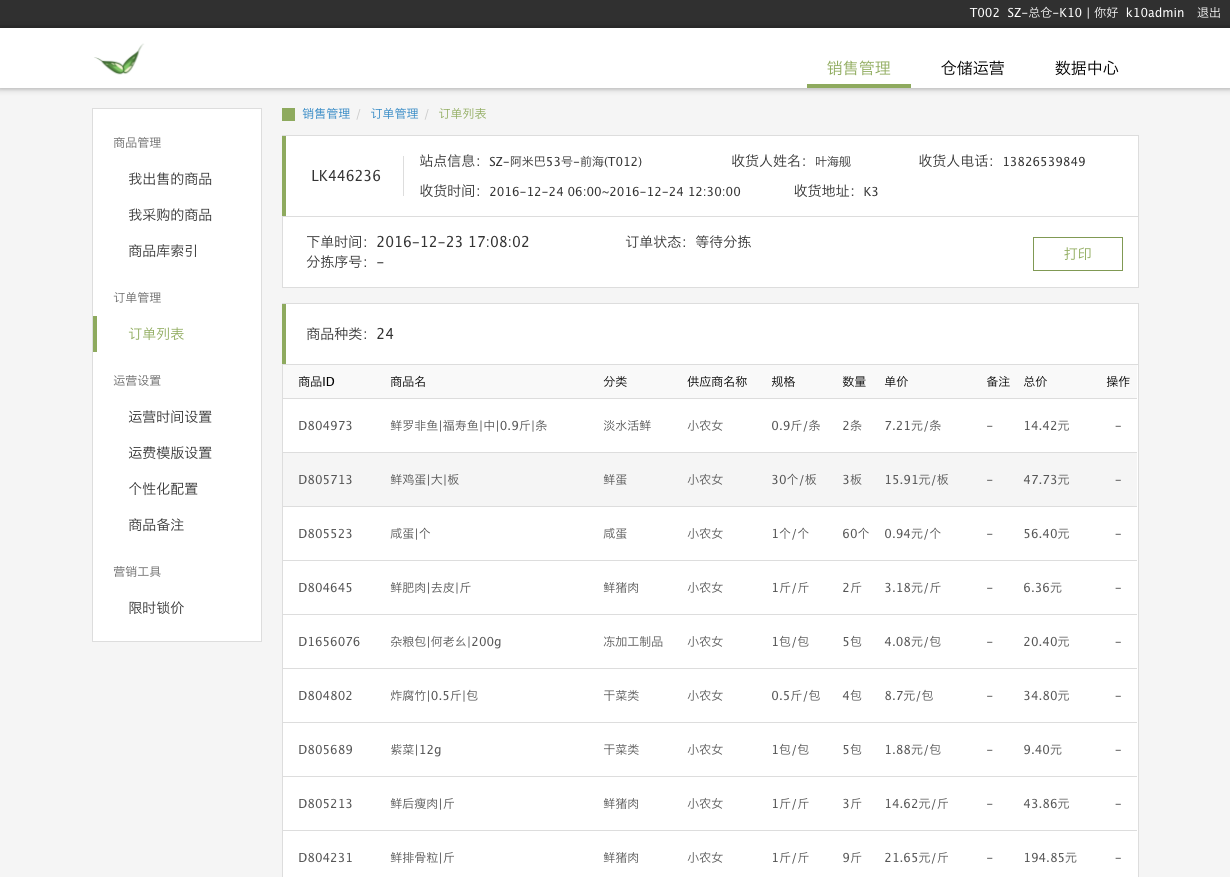 T002 SZ-总仓-K10 | 你好 k10admin 退出
销售管理 仓储运营 数据中心
商品管理
我出售的商品
我采购的商品
商品库索引
订单管理
订单列表
运营设置
运营时间设置
运费模版设置
个性化配置
商品备注
营销工具
限时锁价
销售管理 / 订单管理 / 订单列表
LK446236
站点信息: SZ-阿米巴53号-前海(T012) 收货人姓名: 叶海舰 收货人电话: 13826539849
收货时间: 2016-12-24 06:00~2016-12-24 12:30:00 收货地址: K3
下单时间: 2016-12-23 17:08:02 订单状态: 等待分拣
分拣序号: -
打印
商品种类: 24
商品ID 商品名 分类 供应商名称 规格 数量 单价 备注 总价 操作
D804973 鲜罗非鱼|福寿鱼|中|0.9斤|条 淡水活鲜 小农女 0.9斤/条 2条 7.21元/条 - 14.42元 -
D805713 鲜鸡蛋|大|板 鲜蛋 小农女 30个/板 3板 15.91元/板 - 47.73元 -
D805523 咸蛋|个 咸蛋 小农女 1个/个 60个 0.94元/个 - 56.40元 -
D804645 鲜肥肉|去皮|斤 鲜猪肉 小农女 1斤/斤 2斤 3.18元/斤 - 6.36元 -
D1656076 杂粮包|何老幺|200g 冻加工制品 小农女 1包/包 5包 4.08元/包 - 20.40元 -
D804802 炸腐竹|0.5斤|包 干菜类 小农女 0.5斤/包 4包 8.7元/包 - 34.80元 -
D805689 紫菜|12g 干菜类 小农女 1包/包 5包 1.88元/包 - 9.40元 -
D805213 鲜后瘦肉|斤 鲜猪肉 小农女 1斤/斤 3斤 14.62元/斤 - 43.86元 -
D804231 鲜排骨粒|斤 鲜猪肉 小农女 1斤/斤 9斤 21.65元/斤 - 194.85元 -